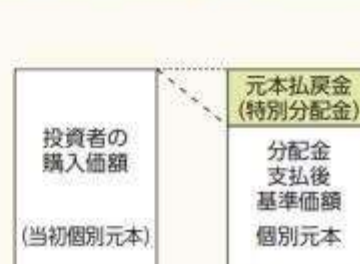 投資者の
購入価額
(当初個別元本)
元本払戻金
(特別分配金)
分配金
支払後
基準価額
個別元本